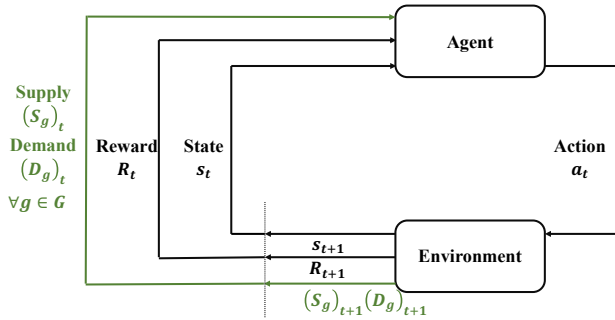 Agent
Supply
(S_g)_t
Demand
(D_g)_t
∀g ∈ G
Reward
R_t
State
s_t
Action
a_t
Environment
s_{t+1}
R_{t+1}
(S_g)_{t+1}(D_g)_{t+1}